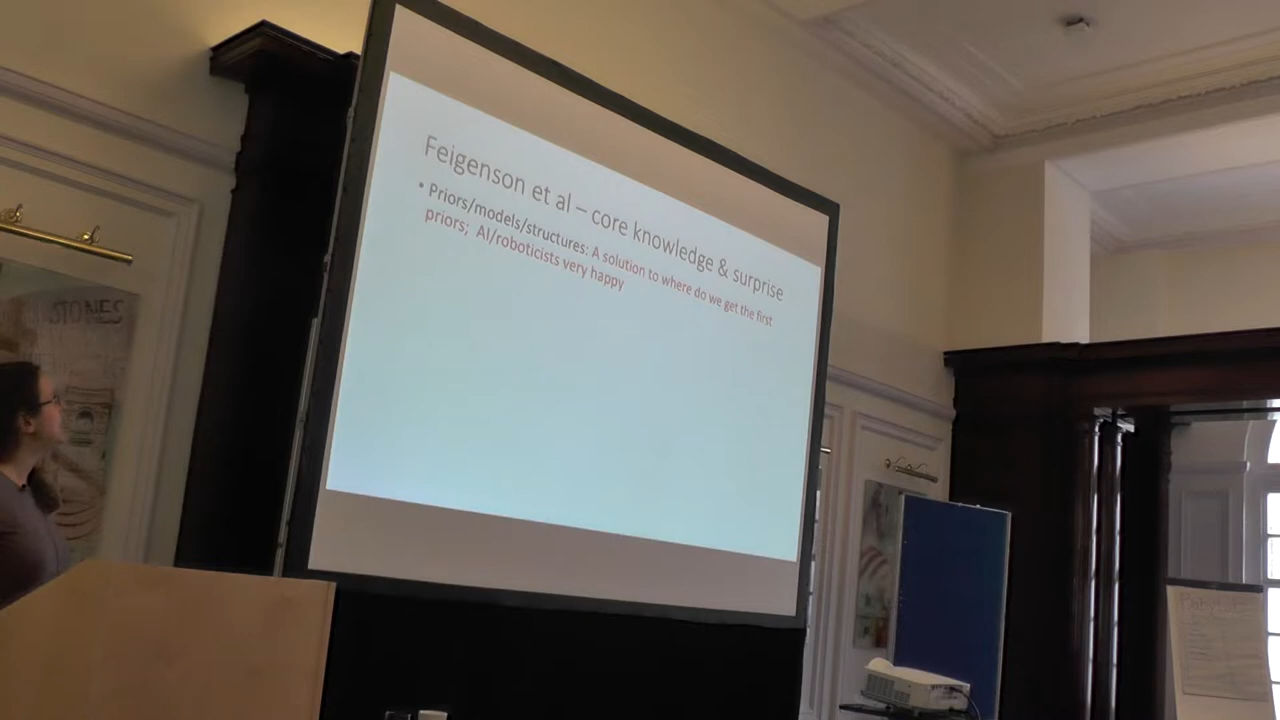 STONES
Feigenson et al – core knowledge & surprise
• Priors/models/structures: A solution to where do we get the first
priors;  AI/roboticists very happy